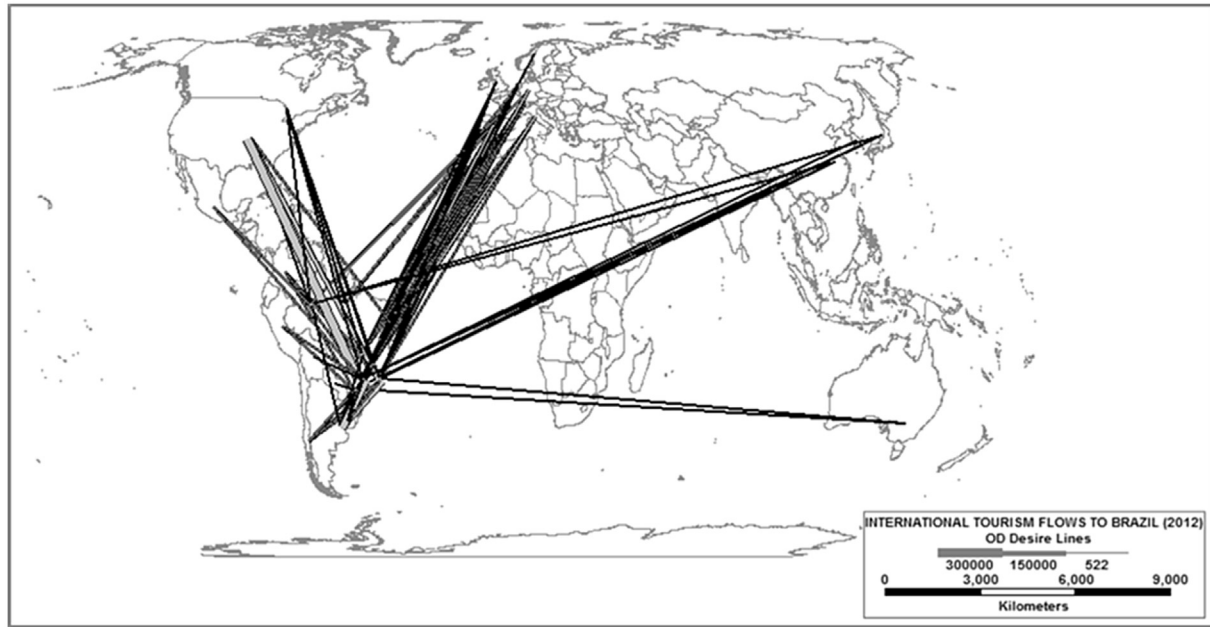 INTERNATIONAL TOURISM FLOWS TO BRAZIL (2012)
OD Desire Lines
300000 150000 522
0 3,000 6,000 9,000
Kilometers